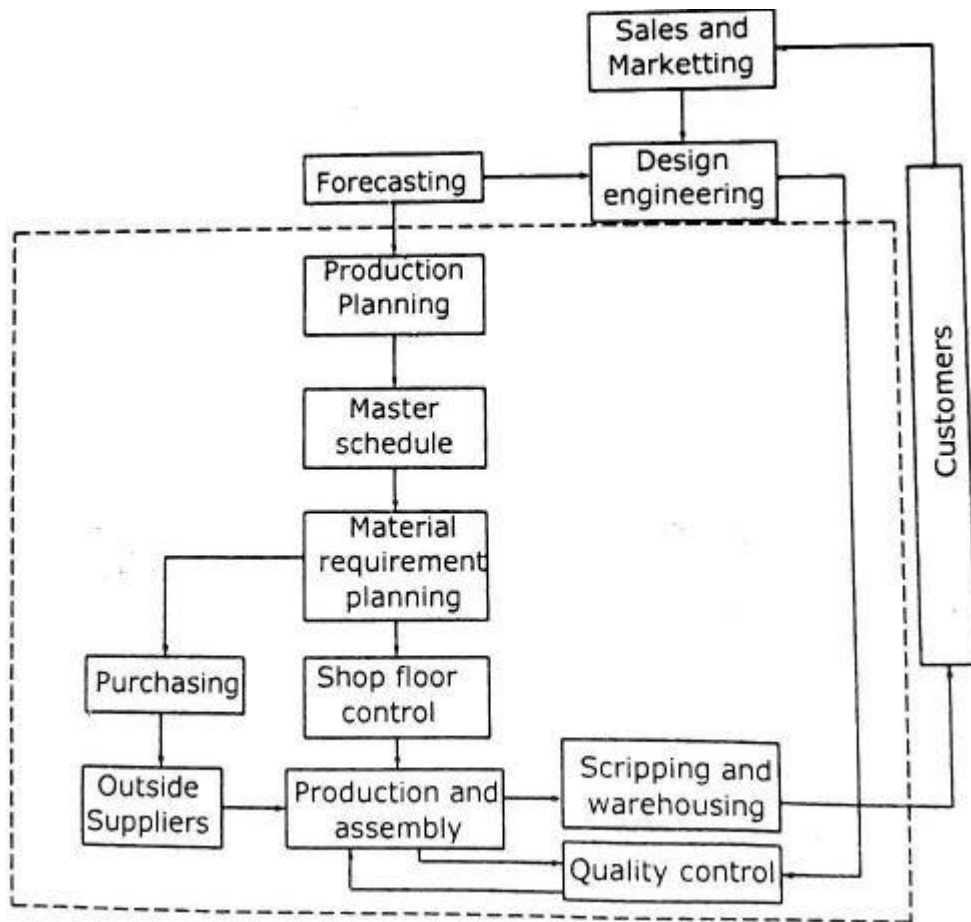 Sales and
Marketting
Design
engineering
Forecasting
Production
Planning
Master
schedule
Material
requirement
planning
Customers
Purchasing
Shop floor
control
Outside
Suppliers
Production and
assembly
Scripping and
warehousing
Quality control